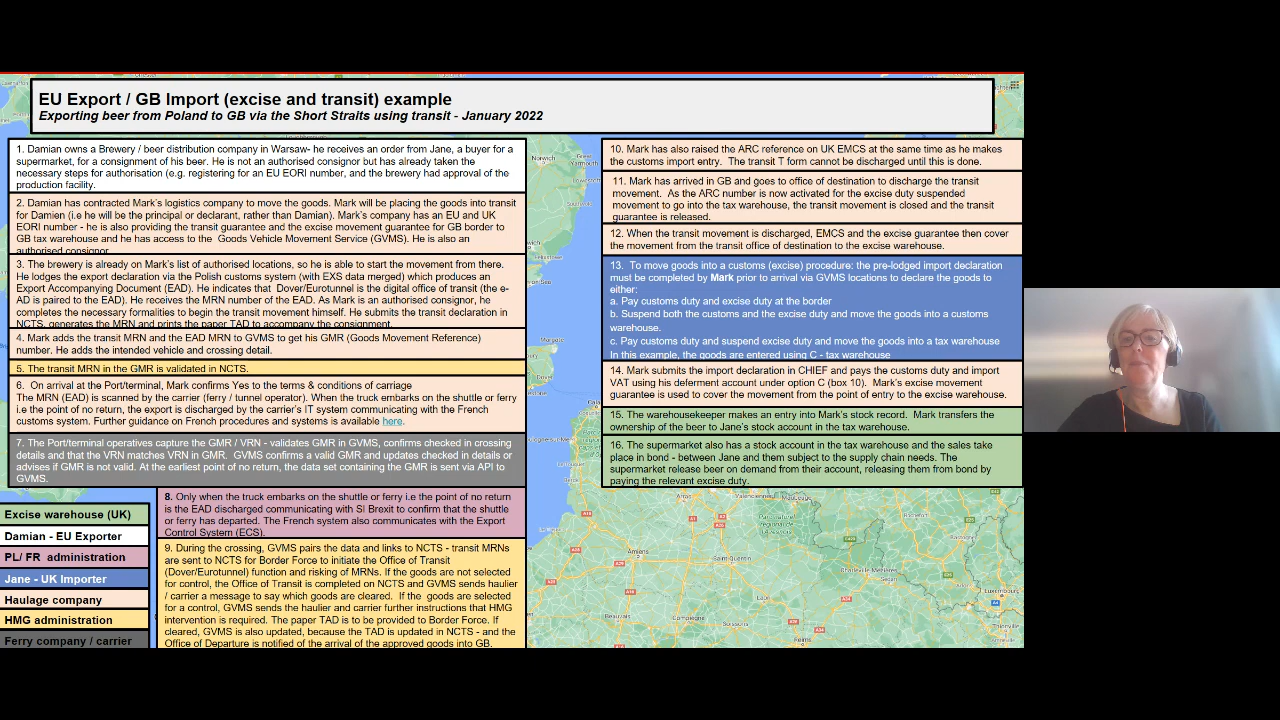 EU Export / GB Import (excise and transit) example
Exporting beer from Poland to GB via the Short Straits using transit - January 2022
1. Damian owns a Brewery / beer distribution company in Warsaw- he receives an order from Jane, a buyer for a
supermarket, for a consignment of his beer. He is not an authorised consignor but has already taken the
necessary steps for authorisation (e.g. registering for an EU EORI number, and the brewery had approval of the
production facility.
2. Damian has contracted Mark's logistics company to move the goods. Mark will be placing the goods into transit
for Damian (i.e he will be the principal or declarant, rather than Damian). Mark's company has an EU and UK
EORI number - he is also providing the transit guarantee and the excise movement guarantee for GB border to
GB tax warehouse and he has access to the Goods Vehicle Movement Service (GVMS). He is also an
authorised consignor
3. The brewery is already on Mark's list of authorised locations, so he is able to start the movement from there.
He lodges the export declaration via the Polish customs system (with EXS data merged) which produces an
Export Accompanying Document (EAD). He indicates that Dover/Eurotunnel is the digital office of transit (the e-
AD is paired to the EAD). He receives the MRN number of the EAD. As Mark is an authorised consignor, he
completes the necessary formalities to begin the transit movement himself. He submits the transit declaration in
NCTS, generates the MRN and prints the paper TAD to accompany the consignment.
4. Mark adds the transit MRN and the EAD MRN to GVMS to get his GMR (Goods Movement Reference)
number. He adds the intended vehicle and crossing detail.
5. The transit MRN in the GMR is validated in NCTS.
6. On arrival at the Port/terminal, Mark confirms Yes to the terms & conditions of carriage
The MRN (EAD) is scanned by the carrier (ferry / tunnel operator). When the truck embarks on the shuttle or ferry
i.e the point of no return, the export is discharged by the carrier's IT system communicating with the French
customs system. Further guidance on French procedures and systems is available here.
7. The Port/terminal operatives capture the GMR / VRN - validates GMR in GVMS, confirms checked in crossing
details and that the VRN matches VRN in GMR. GVMS confirms a valid GMR and updates checked in details or
advises if GMR is not valid. At the earliest point of no return, the data set containing the GMR is sent via API to
GVMS.
8. Only when the truck embarks on the shuttle or ferry i.e the point of no return
is the EAD discharged communicating with SI Brexit to confirm that the shuttle
or ferry has departed. The French system also communicates with the Export
Control System (ECS).
9. During the crossing, GVMS pairs the data and links to NCTS - transit MRNs
are sent to NCTS for Border Force to initiate the Office of Transit
(Dover/Eurotunnel) function and risking of MRNs. If the goods are not selected
for control, the Office of Transit is completed on NCTS and GVMS sends haulier
/ carrier a message to say which goods are cleared. If the goods are selected
for a control, GVMS sends the haulier and carrier further instructions that HMG
intervention is required. The paper TAD is to be provided to Border Force. If
cleared, GVMS is also updated, because the TAD is updated in NCTS - and the
Office of Departure is notified of the arrival of the approved goods into GB.
Excise warehouse (UK)
Damian - EU Exporter
PL/ FR administration
Jane - UK Importer
Haulage company
HMG administration
Ferry company / carrier
10. Mark has also raised the ARC reference on UK EMCS at the same time as he makes
the customs import entry. The transit T form cannot be discharged until this is done.
11. Mark has arrived in GB and goes to office of destination to discharge the transit
movement. As the ARC number is now activated for the excise duty suspended
movement to go into the tax warehouse, the transit movement is closed and the transit
guarantee is released.
12. When the transit movement is discharged, EMCS and the excise guarantee then cover
the movement from the transit office of destination to the excise warehouse.
13. To move goods into a customs (excise) procedure: the pre-lodged import declaration
must be completed by Mark prior to arrival via GVMS locations to declare the goods to
either:
a. Pay customs duty and excise duty at the border
b. Suspend both the customs and the excise duty and move the goods into a customs
warehouse.
c. Pay customs duty and suspend excise duty and move the goods into a tax warehouse
In this example, the goods are entered using C - tax warehouse
14. Mark submits the import declaration in CHIEF and pays the customs duty and import
VAT using his deferment account under option C (box 10). Mark's excise movement
guarantee is used to cover the movement from the point of entry to the excise warehouse.
15. The warehousekeeper makes an entry into Mark's stock record. Mark transfers the
ownership of the beer to Jane's stock account in the tax warehouse.
16. The supermarket also has a stock account in the tax warehouse and the sales take
place in bond - between Jane and them subject to the supply chain needs. The
supermarket release beer on demand from their account, releasing them from bond by
paying the relevant excise duty.
Norwich
Great
Yarmouth
Felixstowe
Margate
Dover
Arras
Valenciennes
Maubeuge
Amiens
Saint-Quentin
Charleville-Mézières
Laon
Beauvais
Compiègne
Soissons
Reims
Rochefort
Luxembourg
Thionville